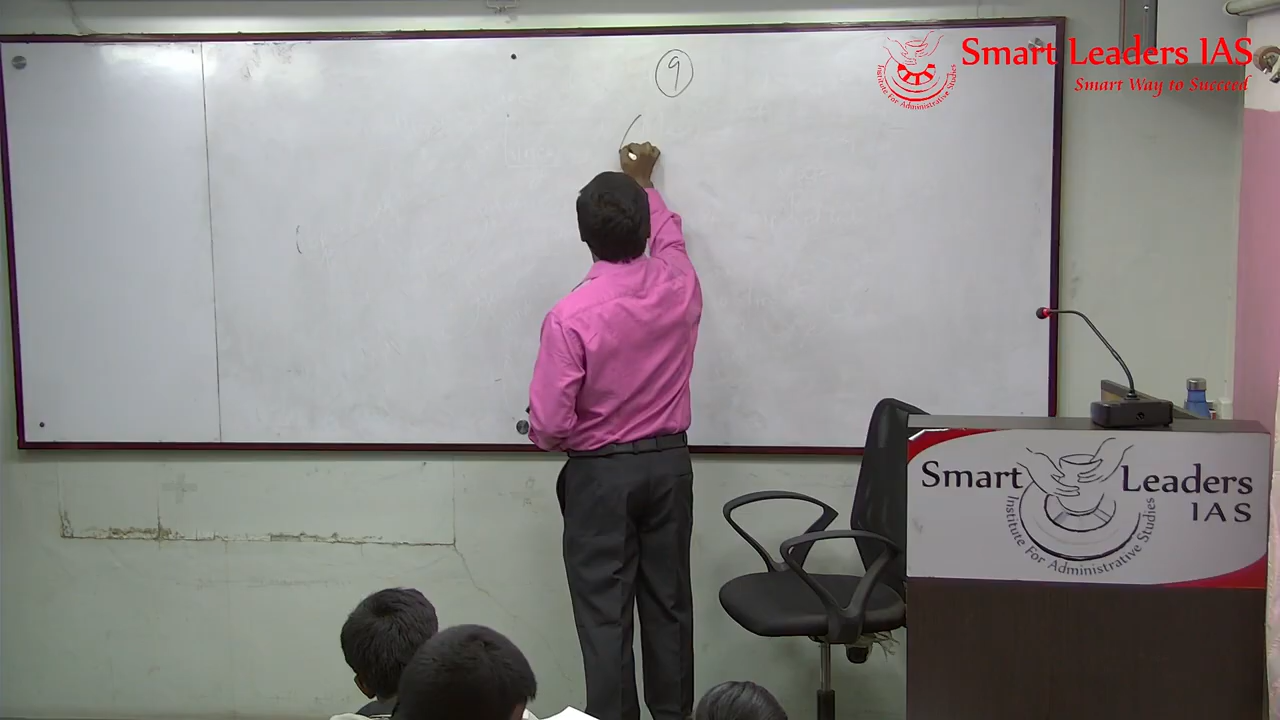 9
Smart Leaders IAS
Smart Way to Succeed
Institute For Administrative Studies
Smart Leaders
IAS
Institute For Administrative Studies